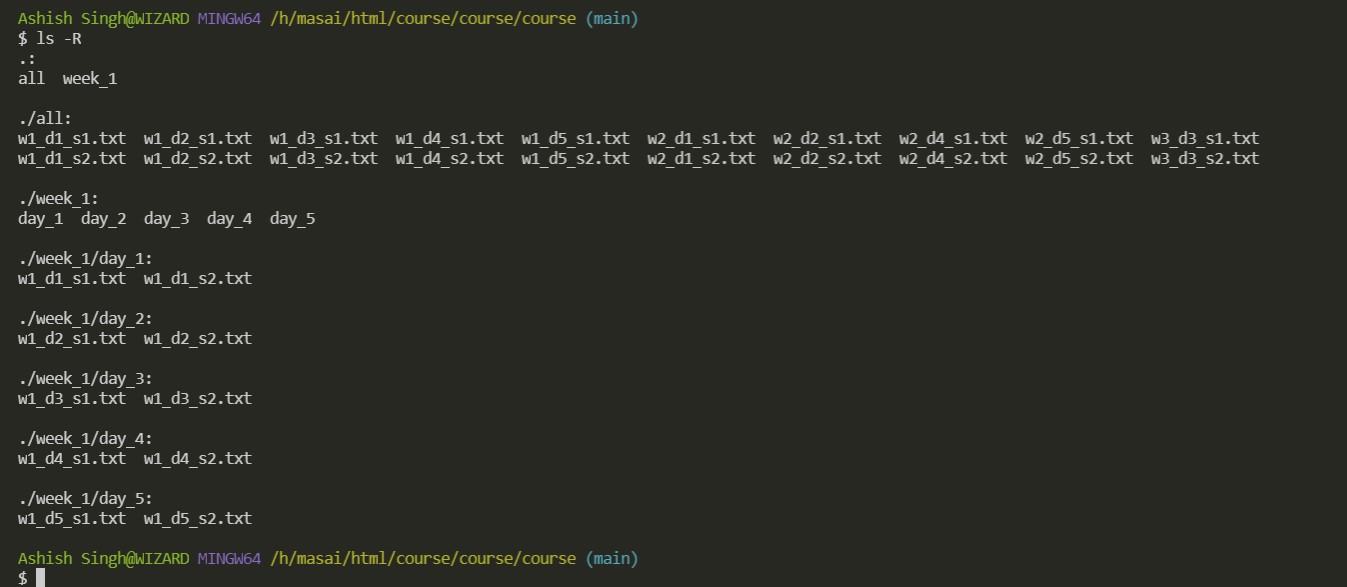 Ashish Singh@WIZARD MINGW64 /h/masai/html/course/course/course (main)
$ ls -R
.:
all  week_1
./all:
w1_d1_s1.txt  w1_d2_s1.txt  w1_d3_s1.txt  w1_d4_s1.txt  w1_d5_s1.txt  w2_d1_s1.txt  w2_d2_s1.txt  w2_d4_s1.txt  w2_d5_s1.txt  w3_d3_s1.txt
w1_d1_s2.txt  w1_d2_s2.txt  w1_d3_s2.txt  w1_d4_s2.txt  w1_d5_s2.txt  w2_d1_s2.txt  w2_d2_s2.txt  w2_d4_s2.txt  w2_d5_s2.txt  w3_d3_s2.txt
./week_1:
day_1  day_2  day_3  day_4  day_5
./week_1/day_1:
w1_d1_s1.txt  w1_d1_s2.txt
./week_1/day_2:
w1_d2_s1.txt  w1_d2_s2.txt
./week_1/day_3:
w1_d3_s1.txt  w1_d3_s2.txt
./week_1/day_4:
w1_d4_s1.txt  w1_d4_s2.txt
./week_1/day_5:
w1_d5_s1.txt  w1_d5_s2.txt
Ashish Singh@WIZARD MINGW64 /h/masai/html/course/course/course (main)
$